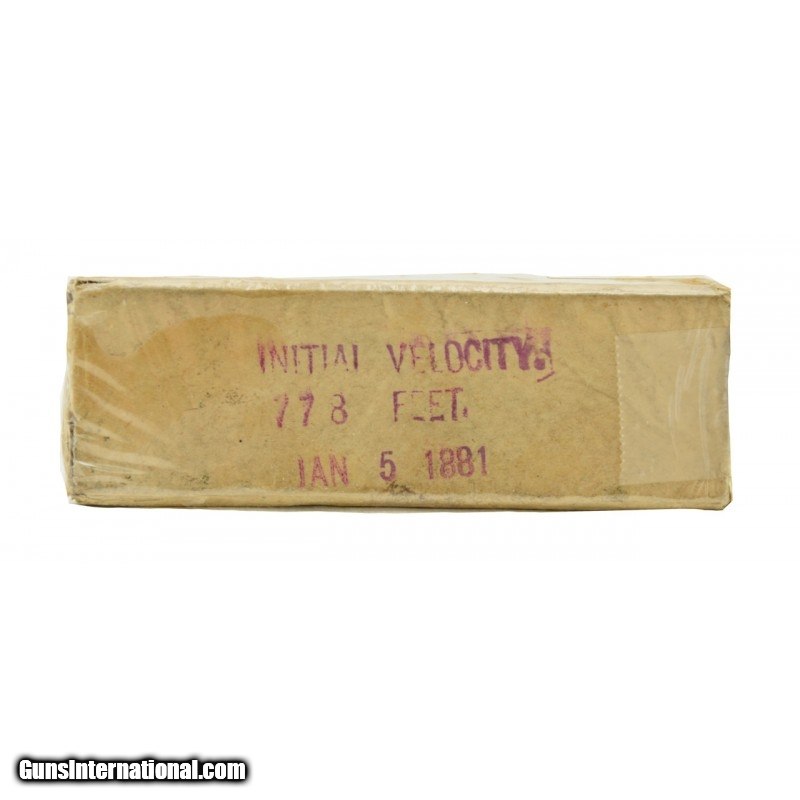 INITIAL VELOCITY.
778 FEET.
JAN 5 1881
GunsInternational.com